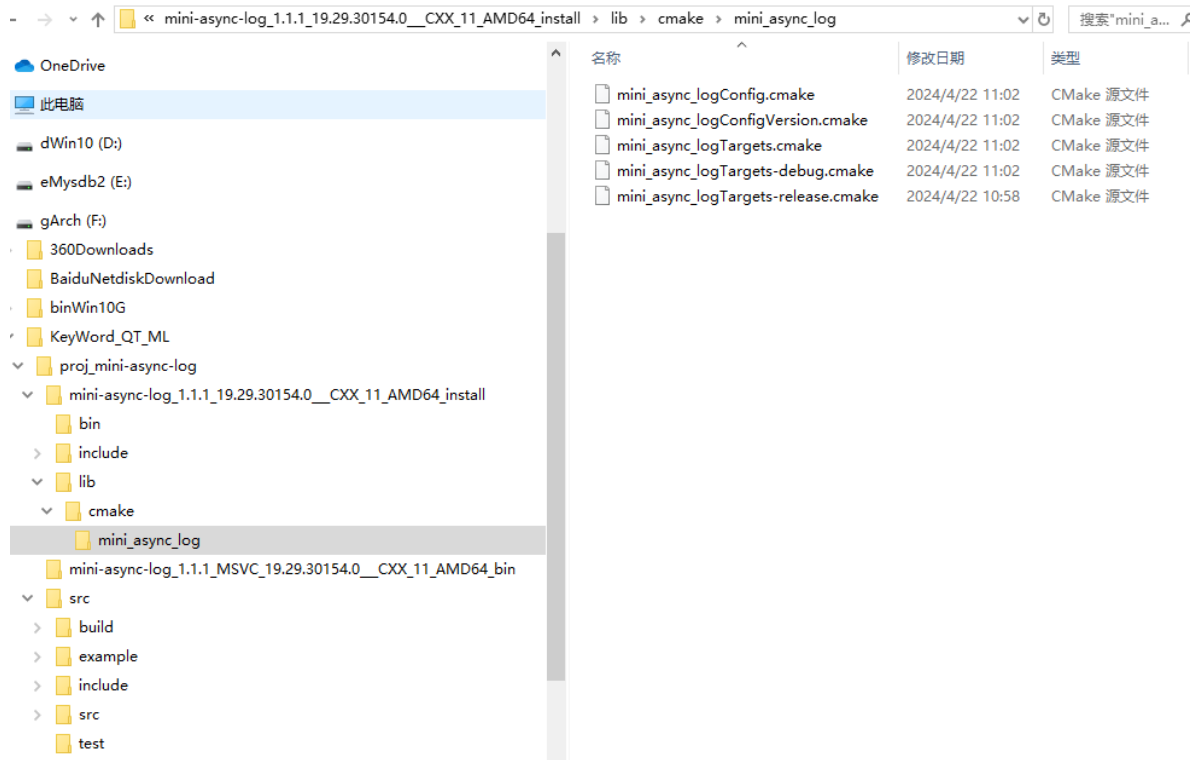 « mini-async-log_1.1.1_19.29.30154.0__CXX_11_AMD64_install › lib › cmake › mini_async_log
搜索"mini_a...
OneDrive
此电脑
dWin10 (D:)
eMysdb2 (E:)
gArch (F:)
360Downloads
BaiduNetdiskDownload
binWin10G
KeyWord_QT_ML
proj_mini-async-log
mini-async-log_1.1.1_19.29.30154.0__CXX_11_AMD64_install
bin
include
lib
cmake
mini_async_log
mini-async-log_1.1.1_MSVC_19.29.30154.0__CXX_11_AMD64_bin
src
build
example
include
src
test
名称 修改日期 类型
mini_async_logConfig.cmake 2024/4/22 11:02 CMake 源文件
mini_async_logConfigVersion.cmake 2024/4/22 11:02 CMake 源文件
mini_async_logTargets.cmake 2024/4/22 11:02 CMake 源文件
mini_async_logTargets-debug.cmake 2024/4/22 11:02 CMake 源文件
mini_async_logTargets-release.cmake 2024/4/22 10:58 CMake 源文件